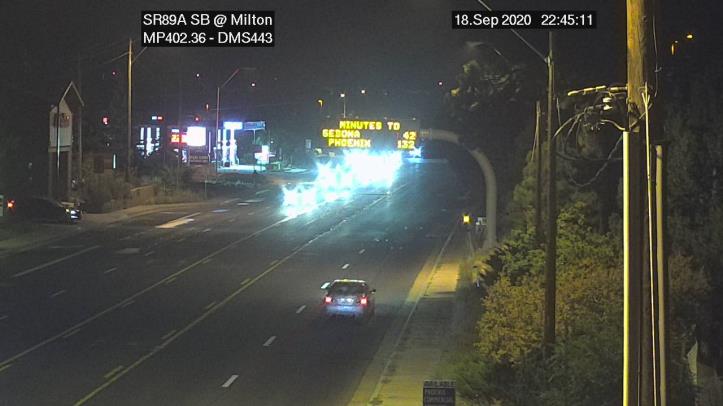 SR89A SB @ Milton
MP402.36 - DMS443
18.Sep 2020 22:45:11
MINUTES TO
SEDONA 42
PHOENIX 132